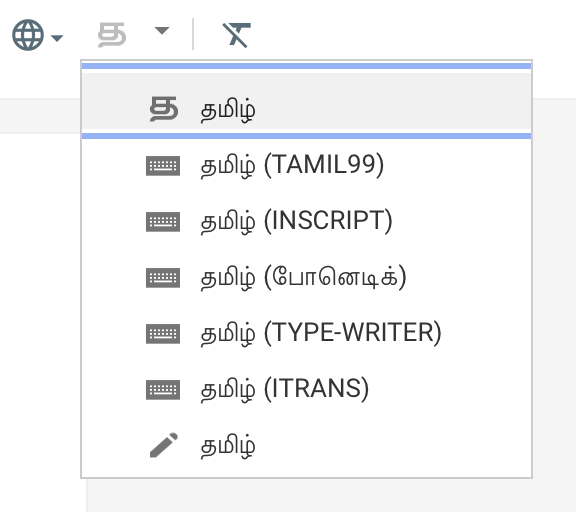 த
த தமிழ்
தமிழ் (TAMIL99)
தமிழ் (INSCRIPT)
தமிழ் (போனெடிக்)
தமிழ் (TYPE-WRITER)
தமிழ் (ITRANS)
தமிழ்